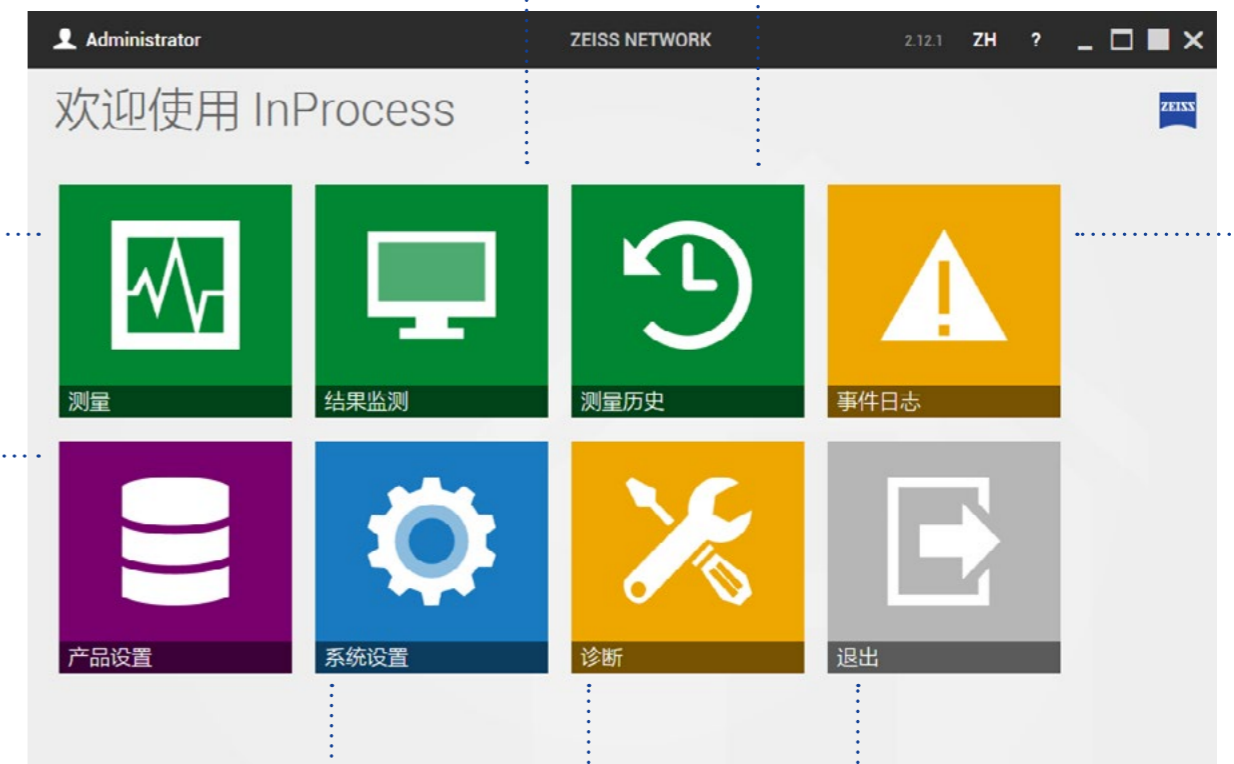 Administrator ZEISS NETWORK 2.12.1 ZH ?
欢迎使用 InProcess
ZEISS
测量 结果监测 测量历史 事件日志
产品设置 系统设置 诊断 退出